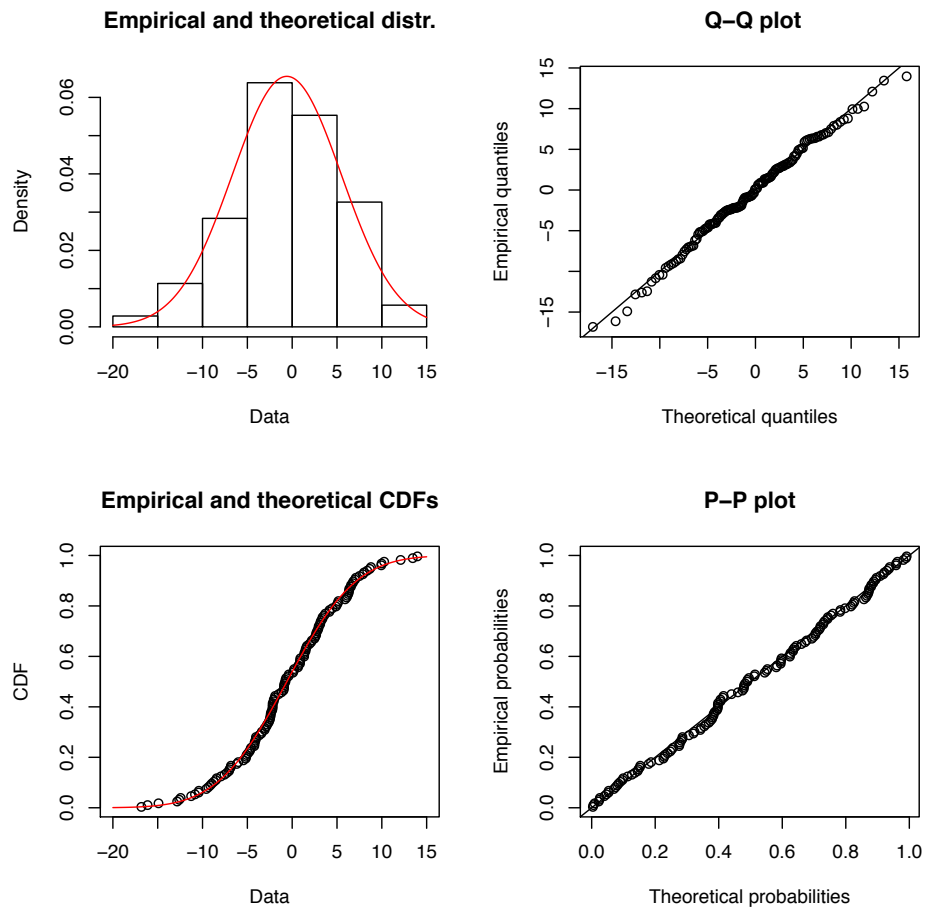 Empirical and theoretical distr.
Density
0.00 0.02 0.04 0.06
−20 −10 −5 0 5 10 15
Data
Q−Q plot
Empirical quantiles
−15 −5 0 5 10 15
−15 −5 0 5 10 15
Theoretical quantiles
Empirical and theoretical CDFs
CDF
0.0 0.2 0.4 0.6 0.8 1.0
−20 −10 −5 0 5 10 15
Data
P−P plot
Empirical probabilities
0.0 0.2 0.4 0.6 0.8 1.0
0.0 0.2 0.4 0.6 0.8 1.0
Theoretical probabilities